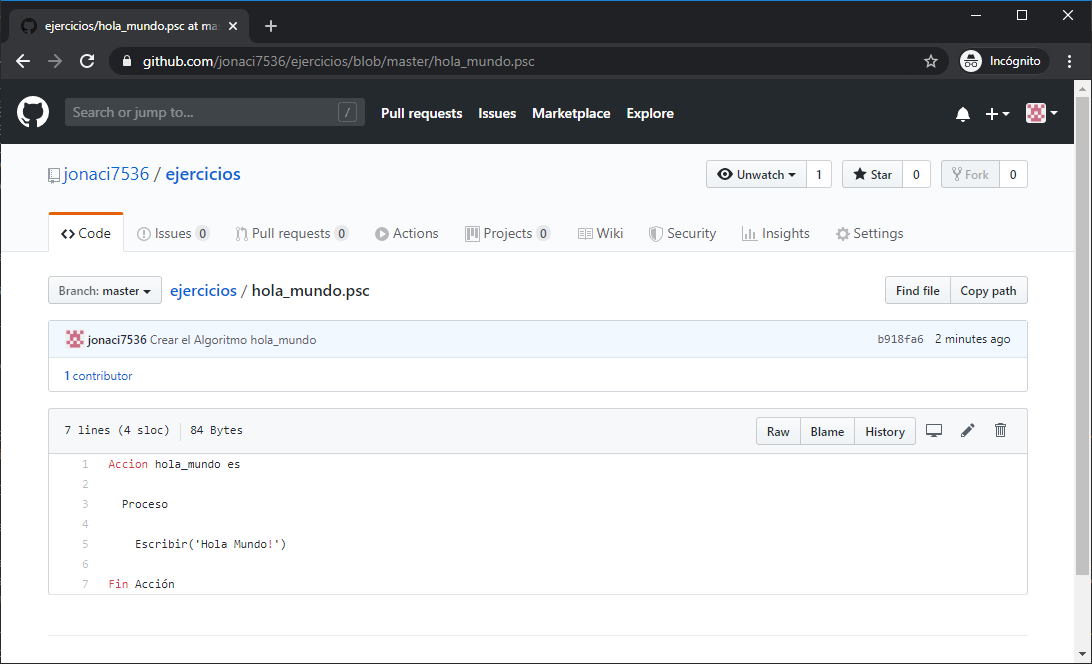 ejercicios/hola_mundo.psc at ma
github.com/jonaci7536/ejercicios/blob/master/hola_mundo.psc
Incógnito
Search or jump to...
/
Pull requests
Issues
Marketplace
Explore
jonaci7536 / ejercicios
Unwatch
1
Star
0
Fork
0
Code
Issues 0
Pull requests 0
Actions
Projects 0
Wiki
Security
Insights
Settings
Branch: master
ejercicios / hola_mundo.psc
Find file
Copy path
jonaci7536 Crear el Algoritmo hola_mundo
b918fa6
2 minutes ago
1 contributor
7 lines (4 sloc)
84 Bytes
Raw
Blame
History
1 Accion hola_mundo es
2
3 Proceso
4
5 Escribir('Hola Mundo!')
6
7 Fin Acción